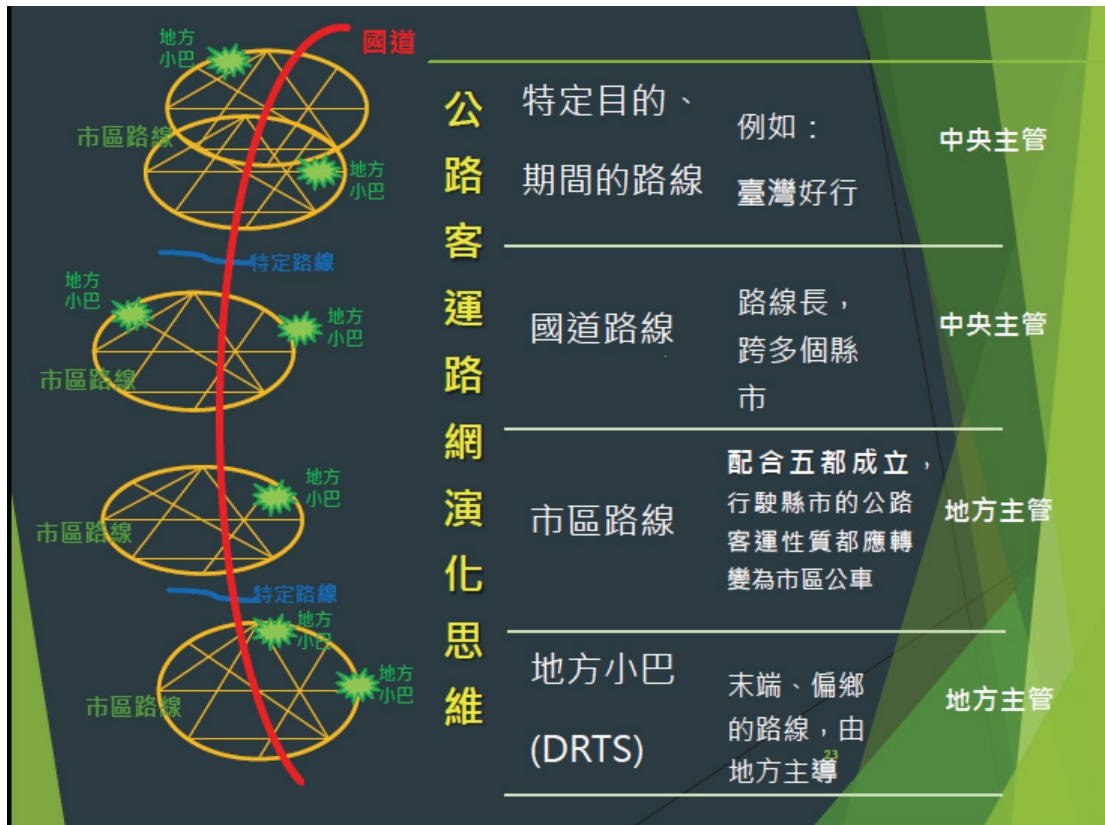 國道
地方
小巴
市區路線
地方
小巴
特定路線
地方
小巴
地方
小巴
市區路線
地方
小巴
市區路線
特定路線
地方
小巴
地方
小巴
市區路線
公路客運路網演化思維
特定目的、
期間的路線
例如：
臺灣好行
中央主管
國道路線
路線長，
跨多個縣
市
中央主管
市區路線
配合五都成立，
行駛縣市的公路
客運性質都應轉
變為市區公車
地方主管
地方小巴
(DRTS)
末端、偏鄉
的路線，由
地方主導
地方主管
23